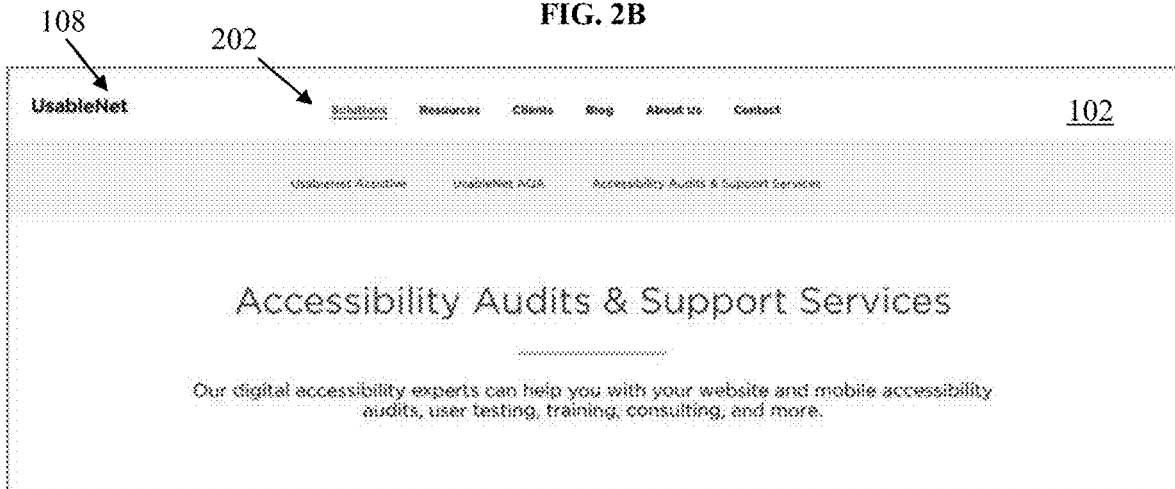 FIG. 2B
108
202
UsableNet
Solutions Resources Clients Blog About us Contact
102
UsableNet Assistive UsableNet AQA Accessibility Audits & Support Services
Accessibility Audits & Support Services
Our digital accessibility experts can help you with your website and mobile accessibility
audits, user testing, training, consulting, and more.